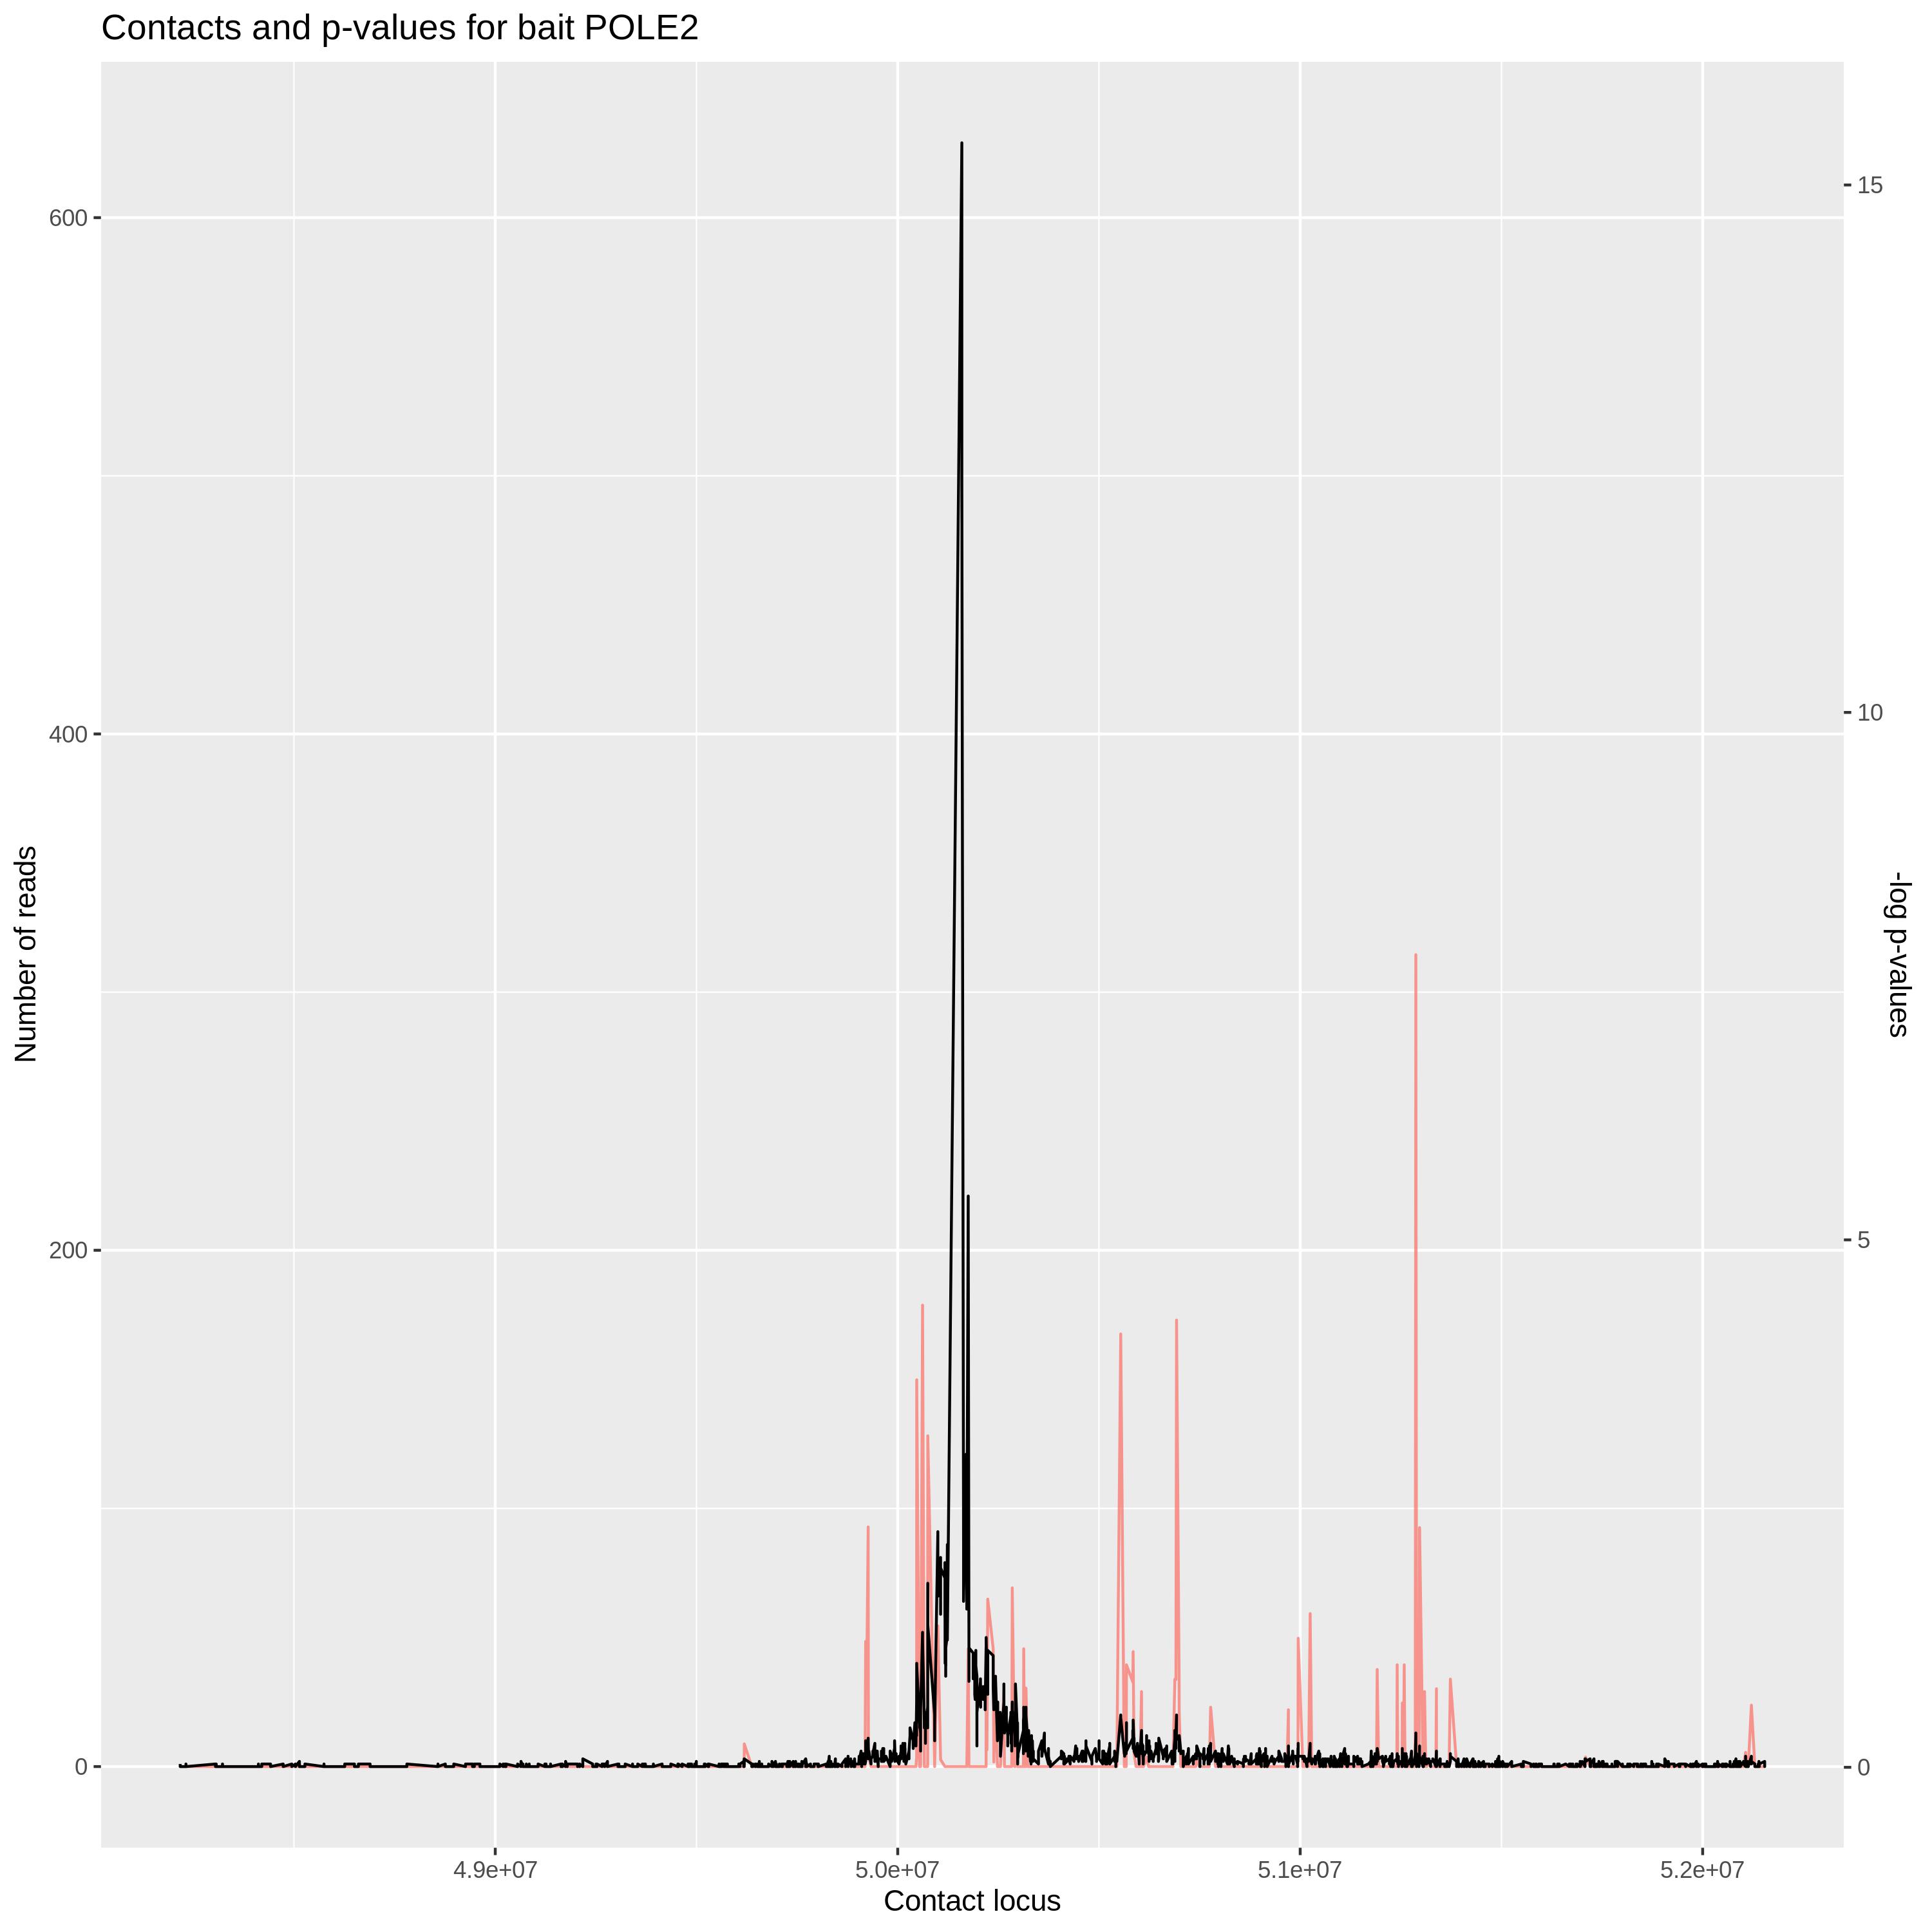 Contacts and p-values for bait POLE2
600
400
200
0
Number of reads
15
10
5
0
-log p-values
4.9e+07 5.0e+07 5.1e+07 5.2e+07
Contact locus